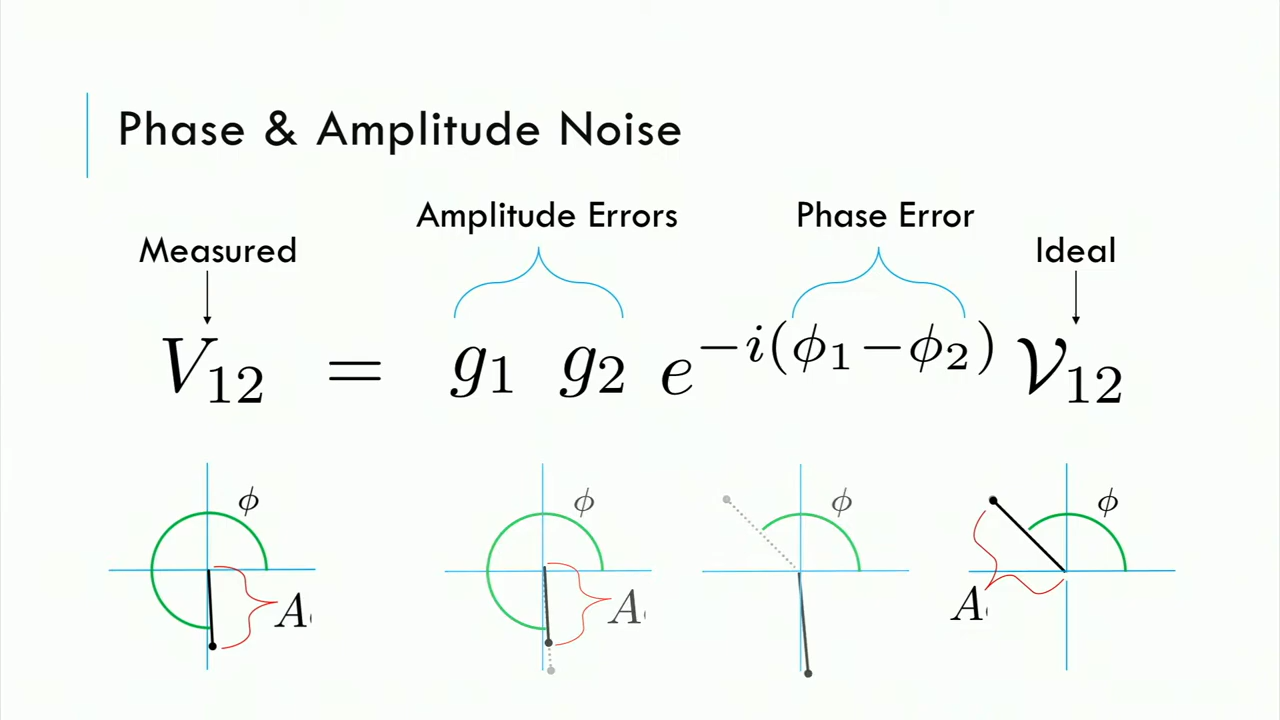 Phase & Amplitude Noise
Amplitude Errors
Phase Error
Measured
Ideal
V₁₂ = g₁ g₂ e^{−i(ϕ₁−ϕ₂)} 𝒱₁₂
ϕ ϕ ϕ ϕ
A A A